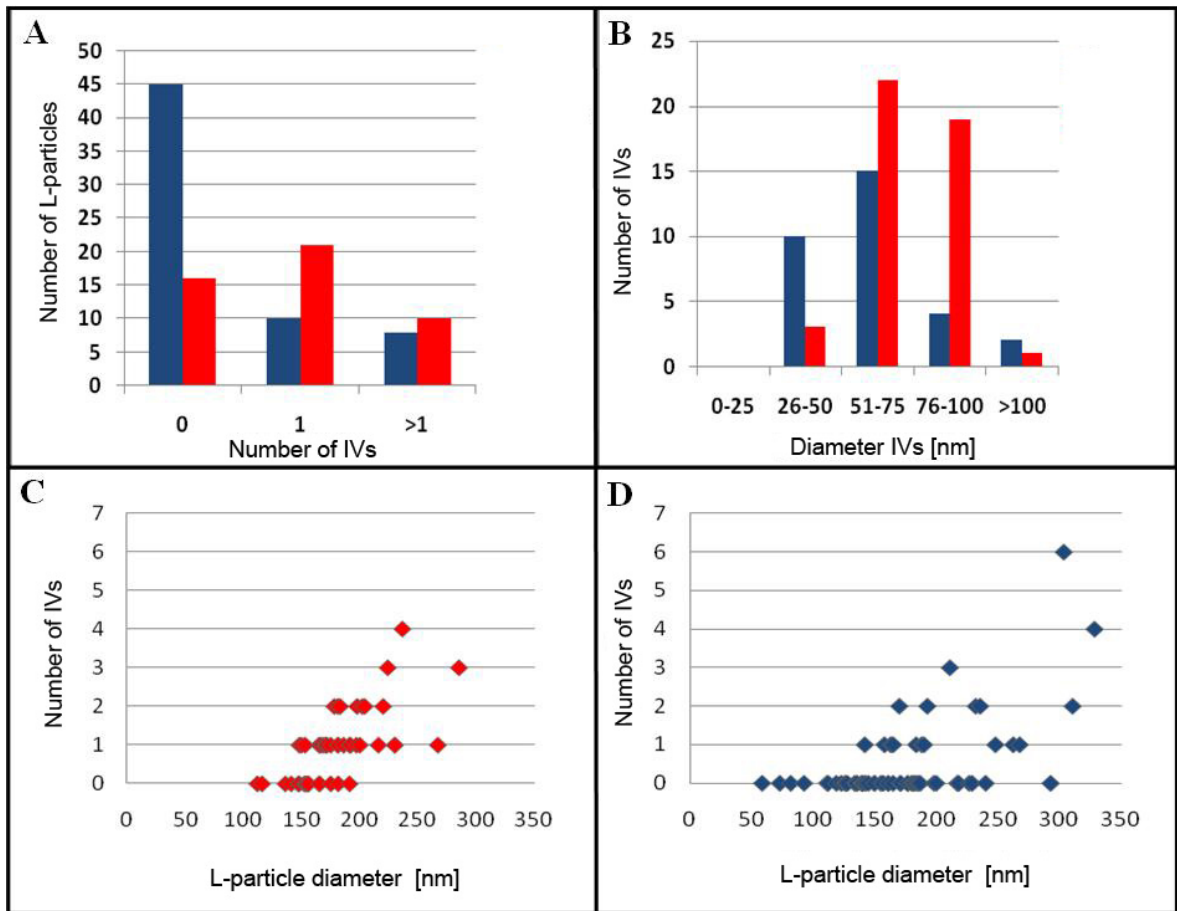 A
Number of L-particles
50
45
40
35
30
25
20
15
10
5
0
0 1 >1
Number of IVs
B
Number of IVs
25
20
15
10
5
0
0-25 26-50 51-75 76-100 >100
Diameter IVs [nm]
C
Number of IVs
7
6
5
4
3
2
1
0
0 50 100 150 200 250 300 350
L-particle diameter [nm]
D
Number of IVs
7
6
5
4
3
2
1
0
0 50 100 150 200 250 300 350
L-particle diameter [nm]